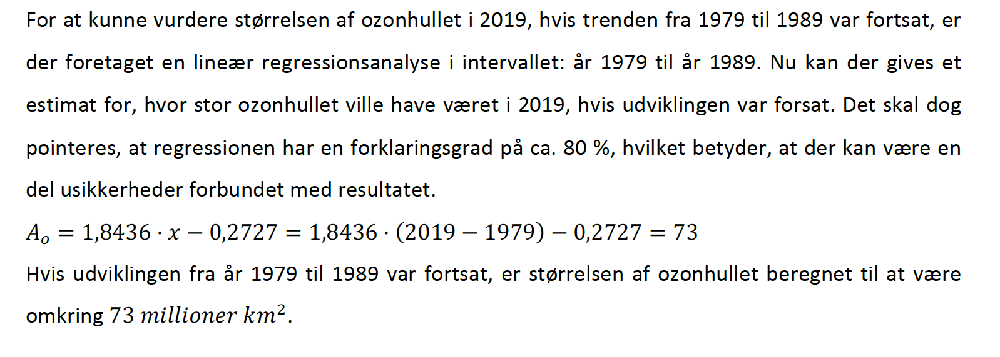 For at kunne vurdere størrelsen af ozonhullet i 2019, hvis trenden fra 1979 til 1989 var fortsat, er
der foretaget en lineær regressionsanalyse i intervallet: år 1979 til år 1989. Nu kan der gives et
estimat for, hvor stor ozonhullet ville have været i 2019, hvis udviklingen var forsat. Det skal dog
pointeres, at regressionen har en forklaringsgrad på ca. 80 %, hvilket betyder, at der kan være en
del usikkerheder forbundet med resultatet.
Aₒ = 1,8436 · x − 0,2727 = 1,8436 · (2019 − 1979) − 0,2727 = 73
Hvis udviklingen fra år 1979 til 1989 var fortsat, er størrelsen af ozonhullet beregnet til at være
omkring 73 millioner km².